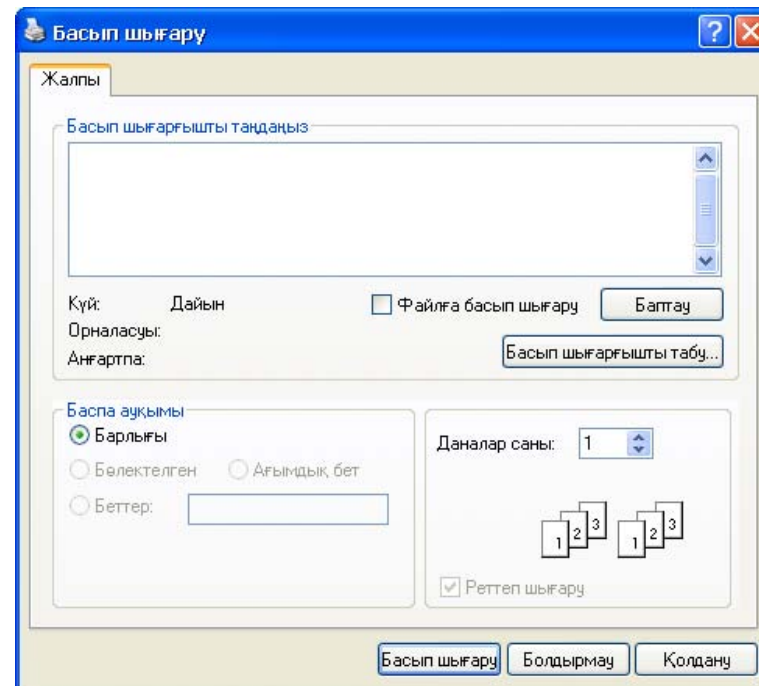 Басып шығару
Жалпы
Басып шығарғышты таңдаңыз
Күй: Дайын
Файлға басып шығару
Баптау
Орналасуы:
Аңғартпа:
Басып шығарғышты табу...
Баспа ауқымы
Барлығы
Бөлектелген Ағымдық бет
Беттер:
Даналар саны: 1
1 2 3 1 2 3
Реттеп шығару
Басып шығару Болдырмау Қолдану